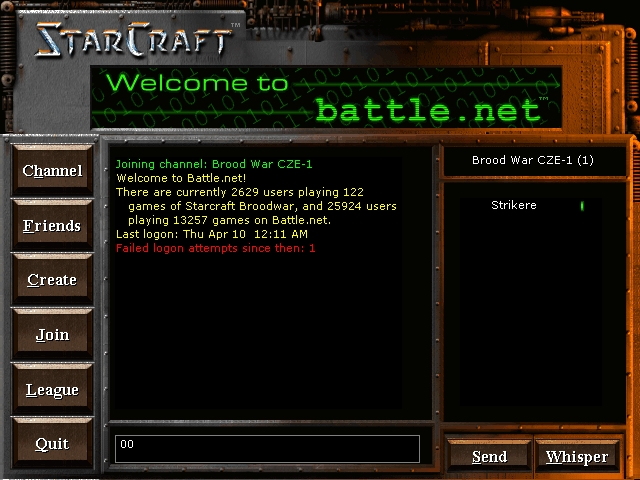 STARCRAFT™
Welcome to
battle.net™
Channel
Friends
Create
Join
League
Quit
Joining channel: Brood War CZE-1
Welcome to Battle.net!
There are currently 2629 users playing 122
games of Starcraft Broodwar, and 25924 users
playing 13257 games on Battle.net.
Last logon: Thu Apr 10 12:11 AM
Failed logon attempts since then: 1
00
Brood War CZE-1 (1)
Strikere
Send
Whisper